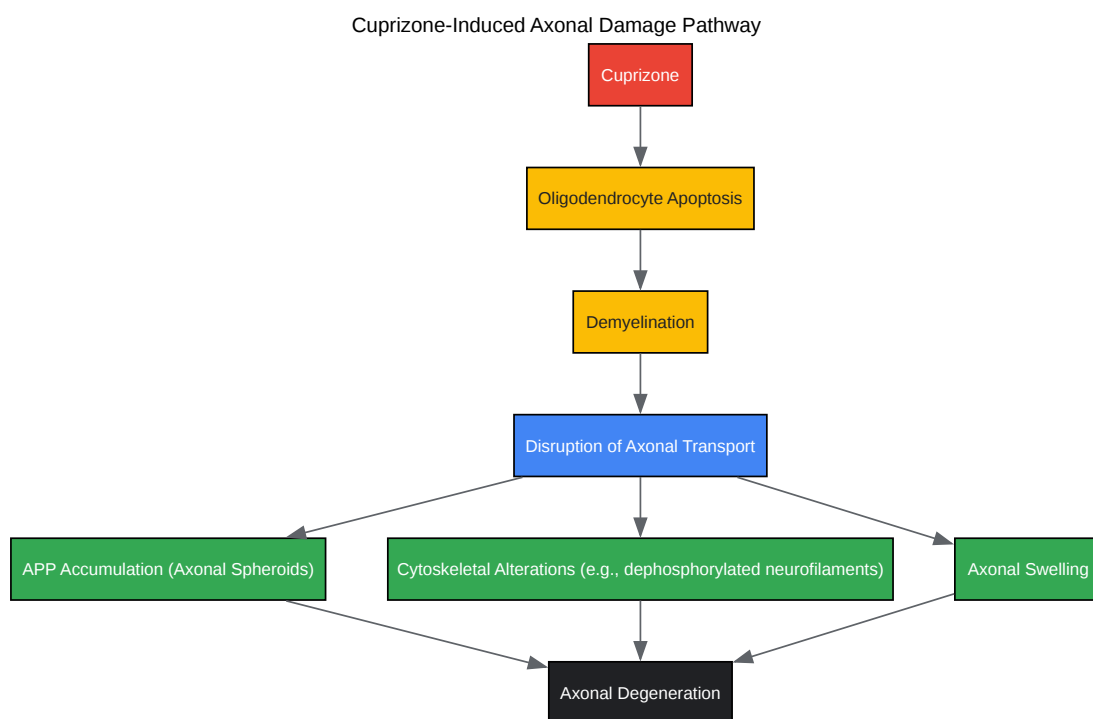 Cuprizone-Induced Axonal Damage Pathway
Cuprizone
Oligodendrocyte Apoptosis
Demyelination
Disruption of Axonal Transport
APP Accumulation (Axonal Spheroids)
Cytoskeletal Alterations (e.g., dephosphorylated neurofilaments)
Axonal Swelling
Axonal Degeneration